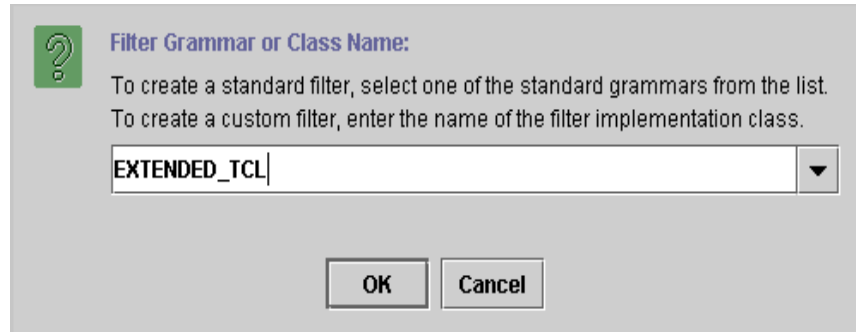 Filter Grammar or Class Name:
To create a standard filter, select one of the standard grammars from the list.
To create a custom filter, enter the name of the filter implementation class.
EXTENDED_TCL
OK Cancel